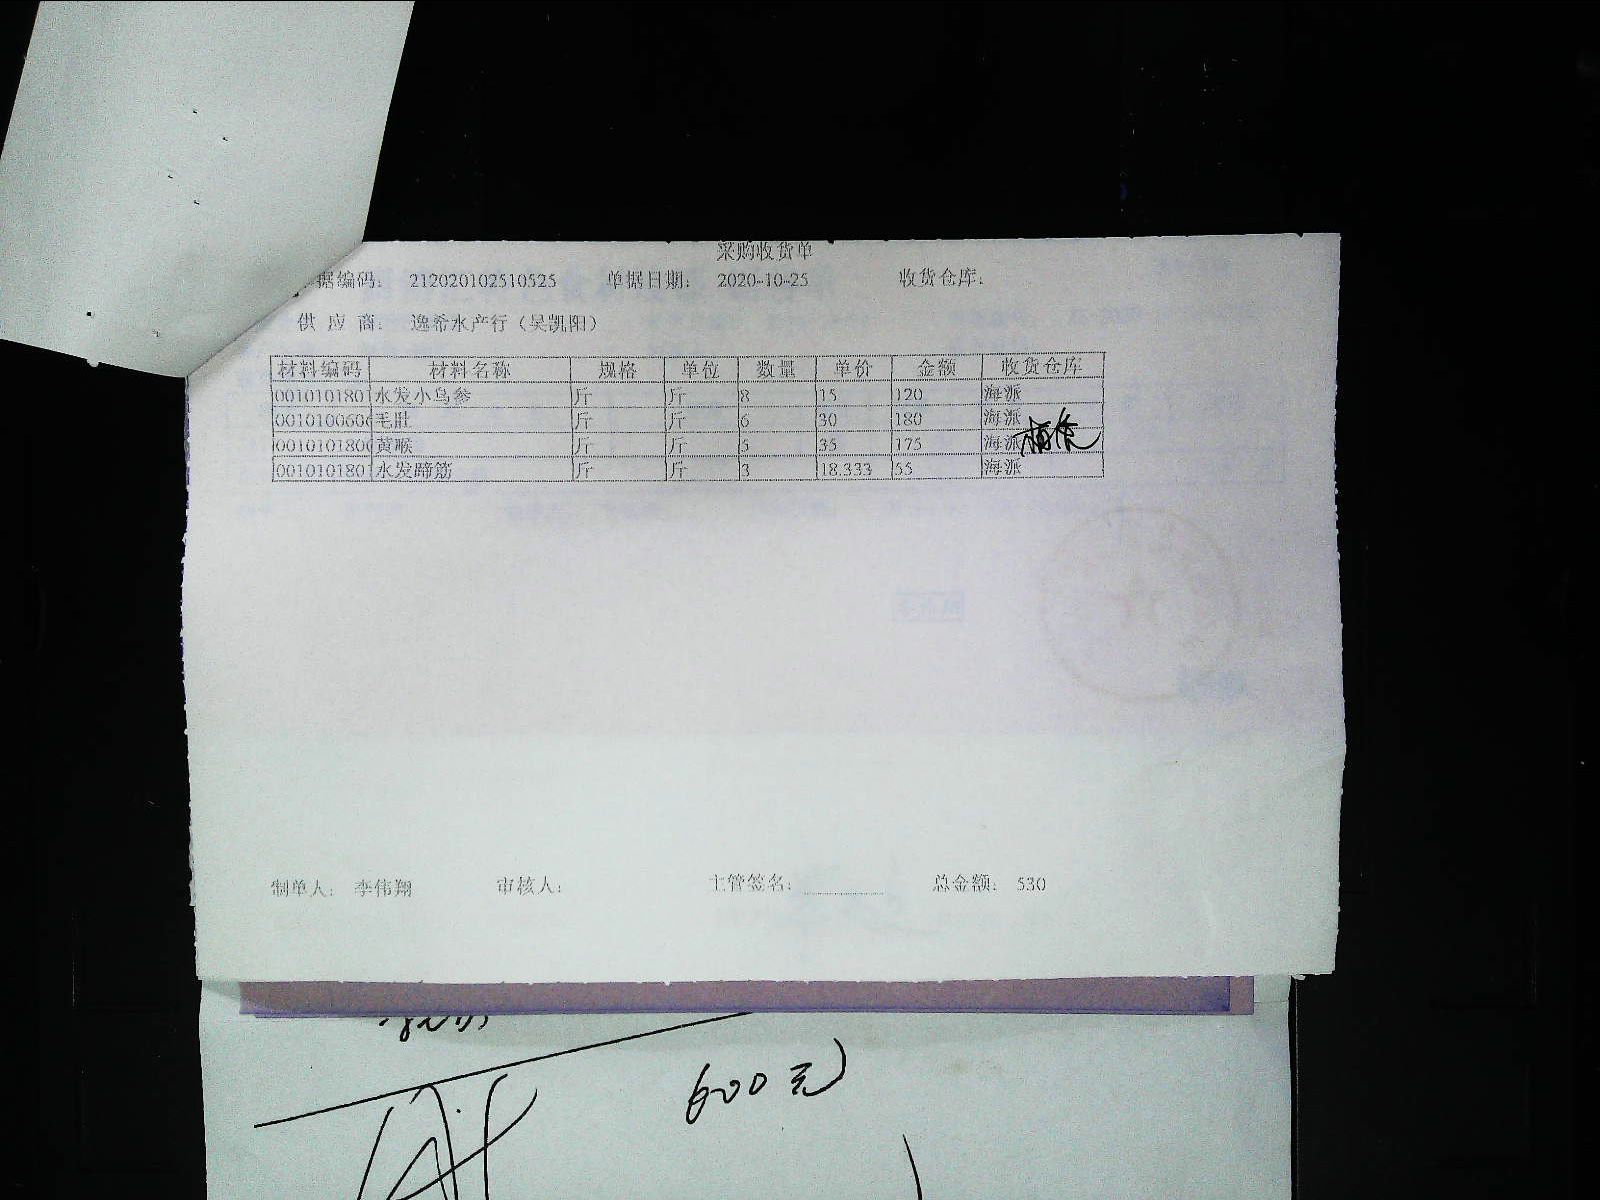 采购收货单
据编码: 212020102510525 单据日期: 2020-10-25 收货仓库:
供应商: 逸希水产行(吴凯阳)
材料编码 材料名称 规格 单位 数量 单价 金额 收货仓库
0010101801 水发小乌参 斤 斤 8 15 120 海派
001010060 毛肚 斤 斤 6 30 180 海派
001010180 黄喉 斤 斤 5 35 175 海派
0010101801 水发蹄筋 斤 斤 3 18.333 55 海派
制单人: 李伟翔 审核人: 主管签名: 总金额: 530
600元